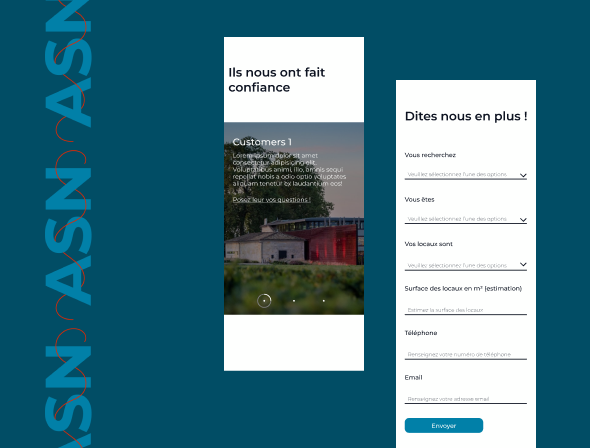 ASN
ASN
ASN
Ils nous ont fait
confiance
Customers 1
Lorem ipsum dolor sit amet
consectetur adipisicing elit.
Voluptatibus animi, illo, omnis sequi
repellat nobis a odio optio voluptates
aliquam tenetur ex laudantium eos!
Posez leur vos questions !
Dites nous en plus !
Vous recherchez
Veuillez sélectionnez l'une des options
Vous êtes
Veuillez sélectionnez l'une des options
Vos locaux sont
Veuillez sélectionnez l'une des options
Surface des locaux en m² (estimation)
Estimez la surface des locaux
Téléphone
Renseignez votre numéro de téléphone
Email
Renseignez votre adresse email
Envoyer